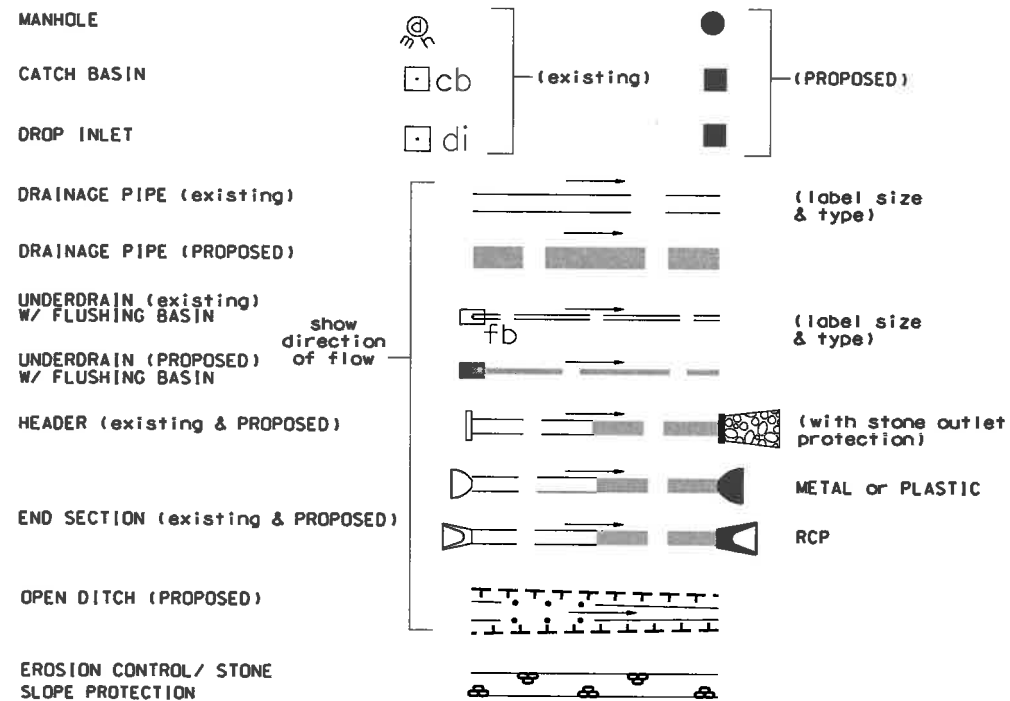 MANHOLE
d
mh
CATCH BASIN
cb
(existing)
(PROPOSED)
DROP INLET
di
DRAINAGE PIPE (existing)
(label size
& type)
DRAINAGE PIPE (PROPOSED)
UNDERDRAIN (existing)
W/ FLUSHING BASIN
fb
(label size
& type)
show
direction
of flow
UNDERDRAIN (PROPOSED)
W/ FLUSHING BASIN
HEADER (existing & PROPOSED)
(with stone outlet
protection)
METAL or PLASTIC
END SECTION (existing & PROPOSED)
RCP
OPEN DITCH (PROPOSED)
EROSION CONTROL/ STONE
SLOPE PROTECTION